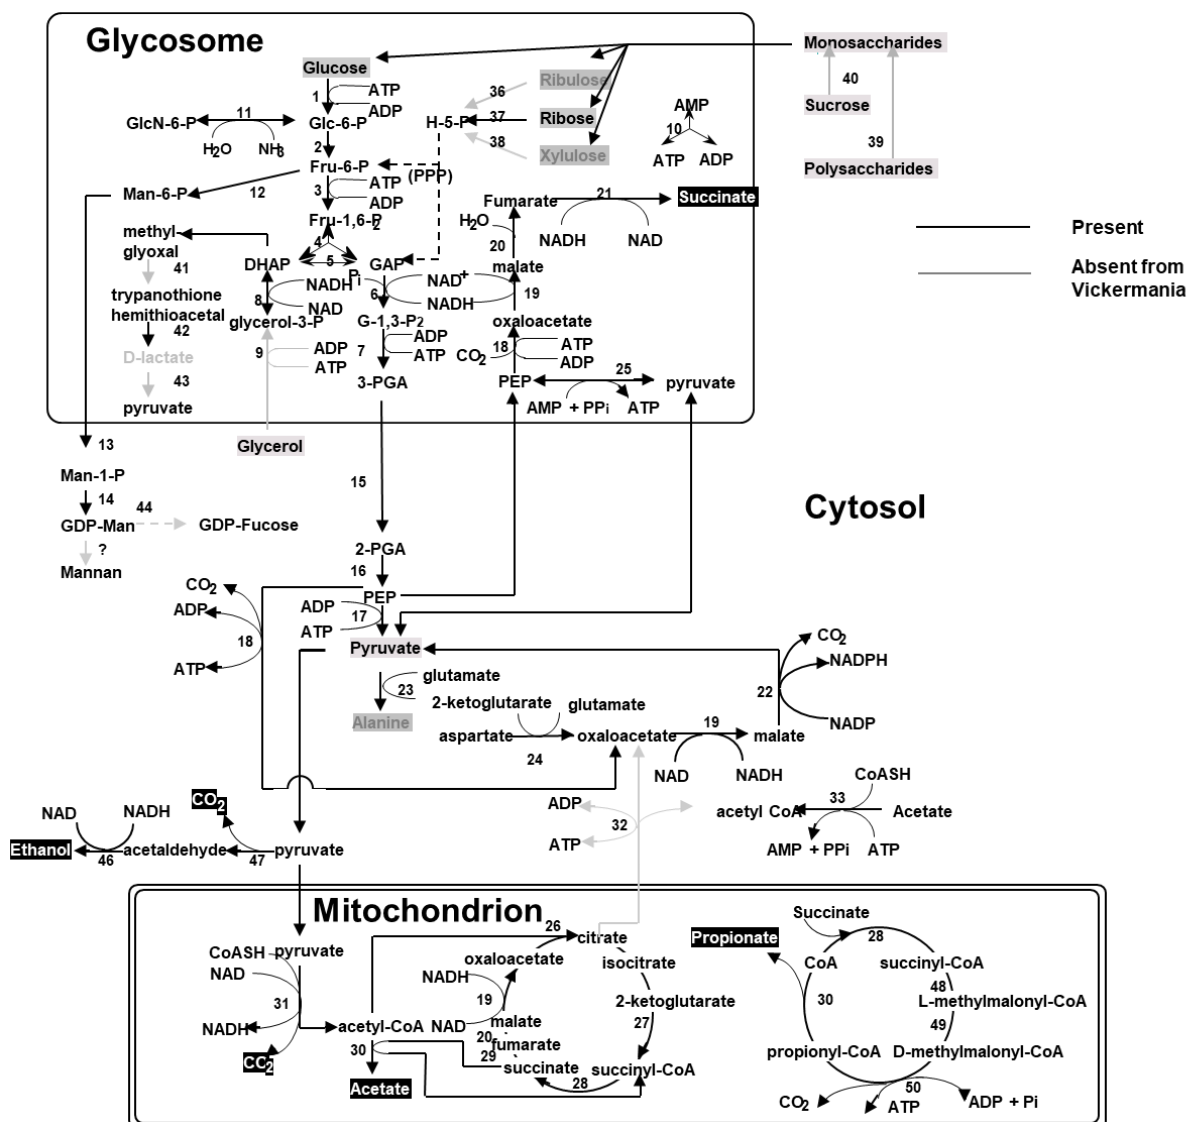 Glycosome
Monosaccharides
40
Sucrose
39
Polysaccharides
Glucose
1
ATP
ADP
Ribulose
36
37
38
H-5-P
Ribose
Xylulose
AMP
10
ATP
ADP
GlcN-6-P
11
H2O
NH3
Glc-6-P
2
Fru-6-P
(PPP)
Man-6-P
12
3
ATP
ADP
Fru-1,6-P2
Fumarate
21
Succinate
NADH
NAD
H2O
20
malate
methyl-
glyoxal
41
trypanothione
hemithioacetal
42
D-lactate
43
pyruvate
4
5
DHAP
GAP
NADH
NAD
8
Pi
6
NAD+
NADH
19
glycerol-3-P
G-1,3-P2
oxaloacetate
9
ADP
ATP
7
ADP
ATP
CO2
18
ATP
ADP
3-PGA
PEP
25
pyruvate
AMP + PPi
ATP
Present
Absent from
Vickermania
Glycerol
13
Man-1-P
14
44
GDP-Man
GDP-Fucose
?
Mannan
15
Cytosol
2-PGA
16
CO2
ADP
18
ATP
PEP
ADP
17
ATP
Pyruvate
glutamate
23
Alanine
2-ketoglutarate
glutamate
aspartate
24
oxaloacetate
19
NAD
NADH
malate
22
CO2
NADPH
NADP
CoASH
acetyl CoA
33
Acetate
AMP + PPi
ATP
ADP
32
ATP
NAD
NADH
CO2
Ethanol
46
acetaldehyde
47
pyruvate
Mitochondrion
CoASH
pyruvate
NAD
31
NADH
CO2
acetyl-CoA
30
Acetate
26
citrate
oxaloacetate
isocitrate
NADH
19
NAD
2-ketoglutarate
27
malate
20
fumarate
29
succinate
28
succinyl-CoA
Succinate
28
Propionate
CoA
succinyl-CoA
48
30
L-methylmalonyl-CoA
49
propionyl-CoA
D-methylmalonyl-CoA
50
CO2
ATP
ADP + Pi